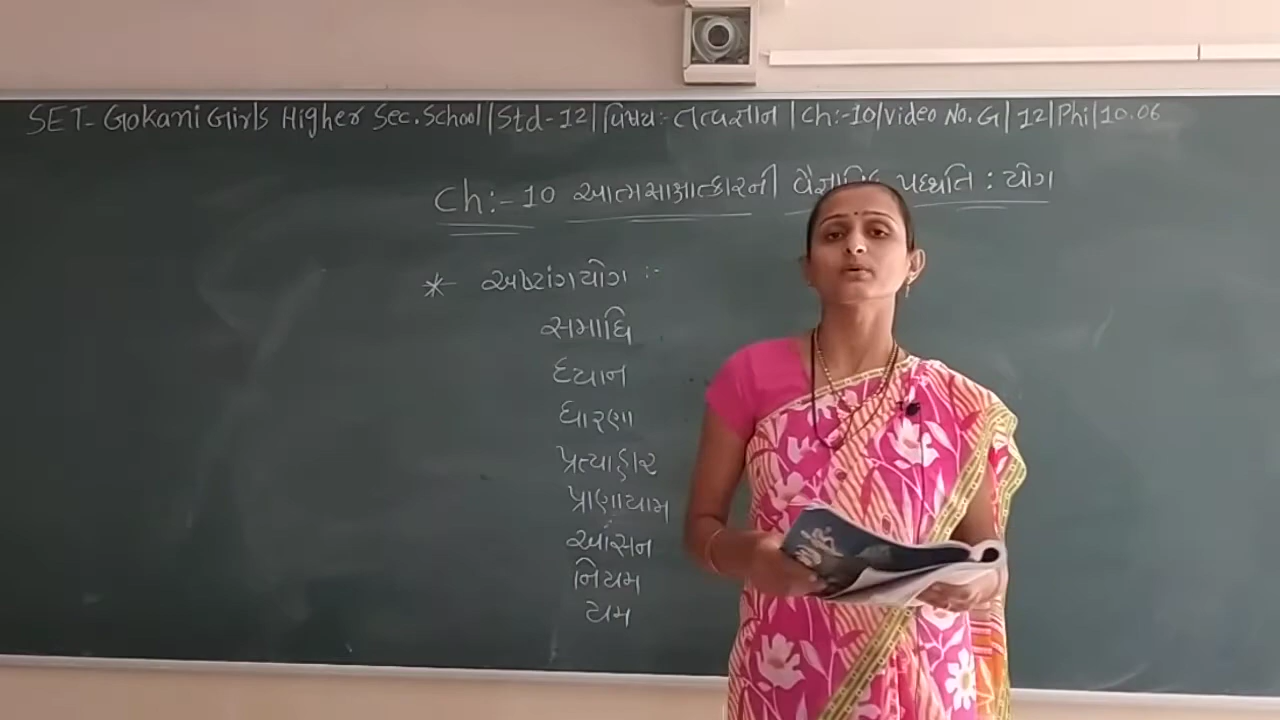 SET- Gokani Girls Higher Sec. School | Std-12 | વિષય:- તત્વજ્ઞાન | Ch:-10 / Video No. G | 12 | Phi | 10.06
Ch:- 10 આત્મસાક્ષાત્કારની પધ્ધતિ : યોગ
* અષ્ટાંગયોગ :-
સમાધિ
ધ્યાન
ધારણા
પ્રત્યાહાર
પ્રાણાયામ
આસન
નિયમ
યમ